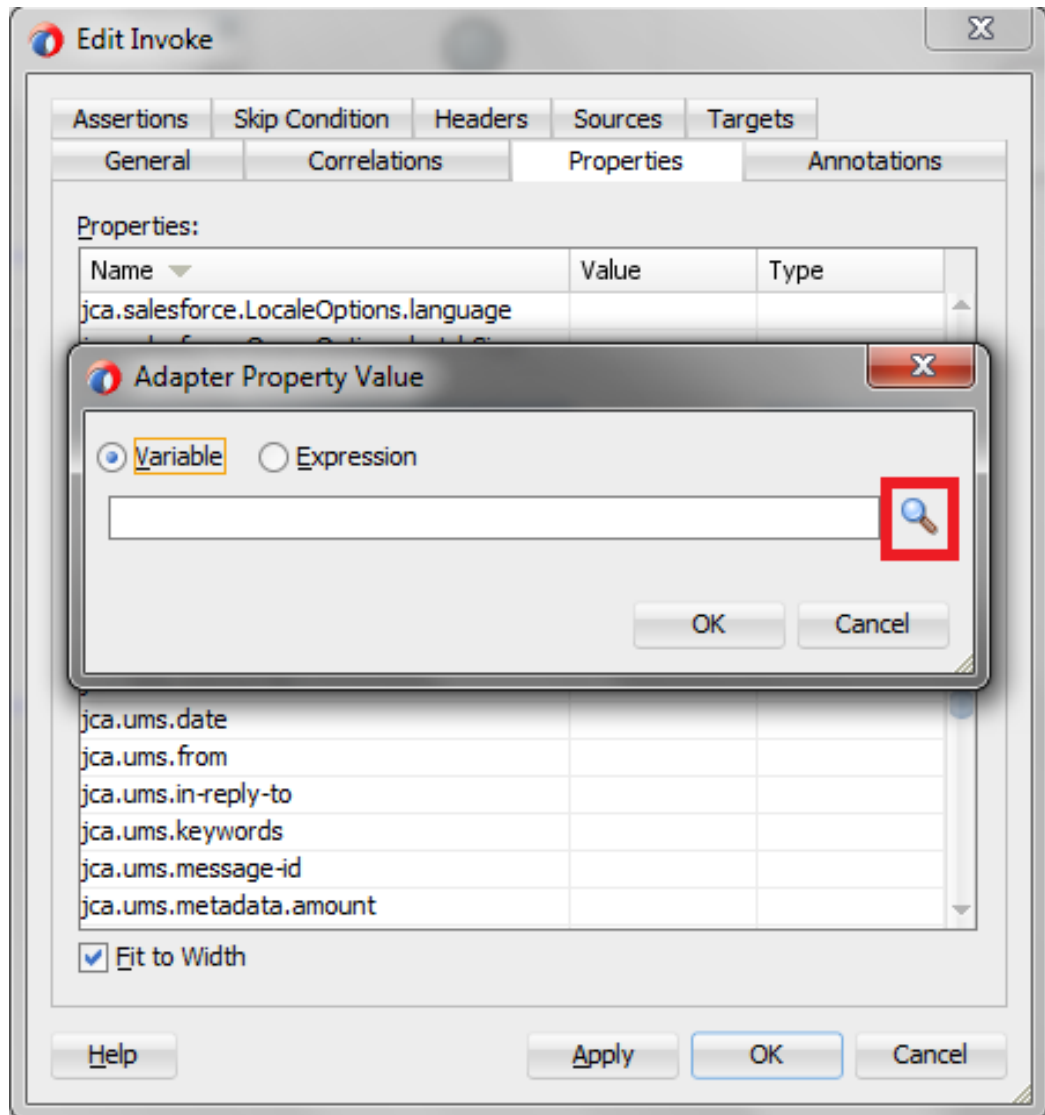 Edit Invoke
Assertions Skip Condition Headers Sources Targets
General Correlations Properties Annotations
Properties:
Name Value Type
jca.salesforce.LocaleOptions.language
Adapter Property Value
Variable Expression
OK Cancel
jca.ums.date
jca.ums.from
jca.ums.in-reply-to
jca.ums.keywords
jca.ums.message-id
jca.ums.metadata.amount
Fit to Width
Help Apply OK Cancel